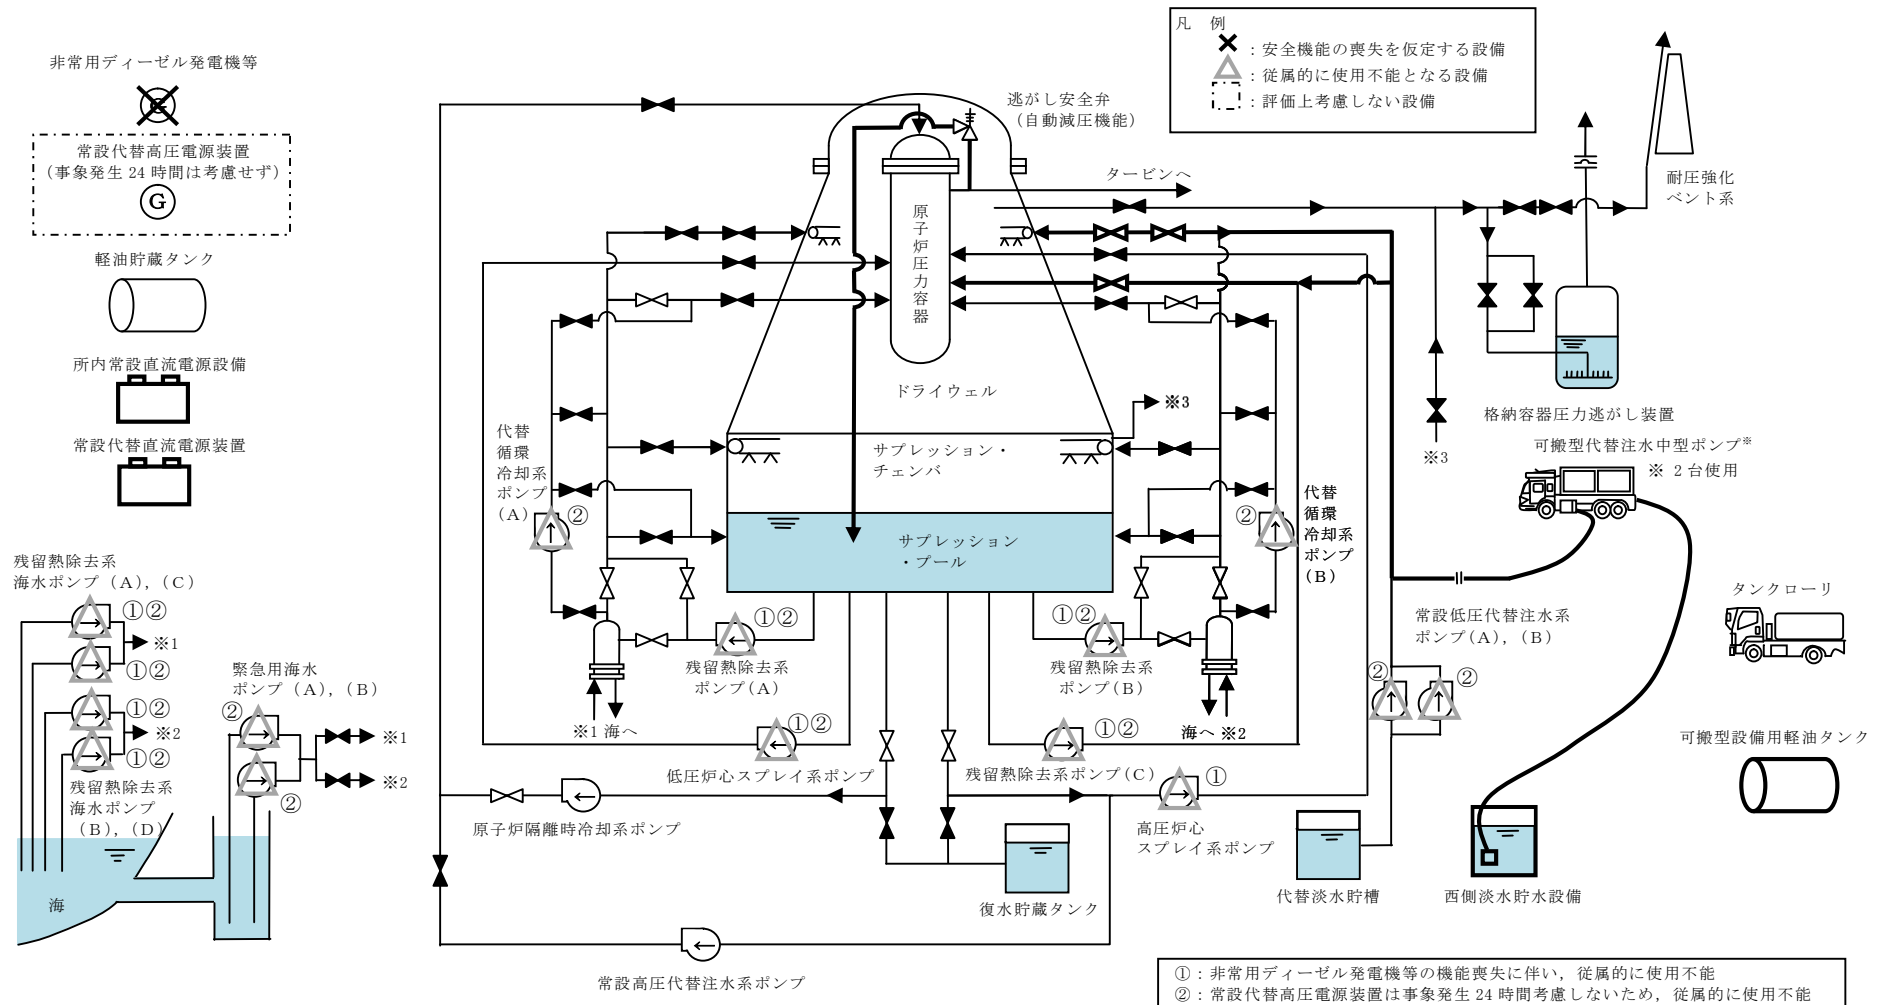 凡 例
：安全機能の喪失を仮定する設備
：従属的に使用不能となる設備
：評価上考慮しない設備
非常用ディーゼル発電機等
G
常設代替高圧電源装置
（事象発生 24 時間は考慮せず）
G
軽油貯蔵タンク
所内常設直流電源設備
常設代替直流電源装置
逃がし安全弁
（自動減圧機能）
タービンへ
耐圧強化
ベント系
原子炉圧力容器
ドライウェル
サプレッション・
チェンバ
サプレッション
・プール
※3
※3
格納容器圧力逃がし装置
可搬型代替注水中型ポンプ※
※ 2 台使用
代替
循環
冷却系
ポンプ
（A）
②
代替
循環
冷却系
ポンプ
（B）
②
残留熱除去系
海水ポンプ（A），（C）
①②
※1
①②
①②
※2
①②
残留熱除去系
海水ポンプ
（B），（D）
海
緊急用海水
ポンプ（A），（B）
②
※1
※2
②
①②
残留熱除去系
ポンプ（A）
①②
残留熱除去系
ポンプ（B）
※1 海へ
海へ ※2
①②
低圧炉心スプレイ系ポンプ
①②
残留熱除去系ポンプ（C）
①
高圧炉心
スプレイ系ポンプ
原子炉隔離時冷却系ポンプ
復水貯蔵タンク
常設高圧代替注水系ポンプ
常設低圧代替注水系
ポンプ（A），（B）
②
②
代替淡水貯槽
西側淡水貯水設備
タンクローリ
可搬型設備用軽油タンク
①：非常用ディーゼル発電機等の機能喪失に伴い，従属的に使用不能
②：常設代替高圧電源装置は事象発生 24 時間考慮しないため，従属的に使用不能